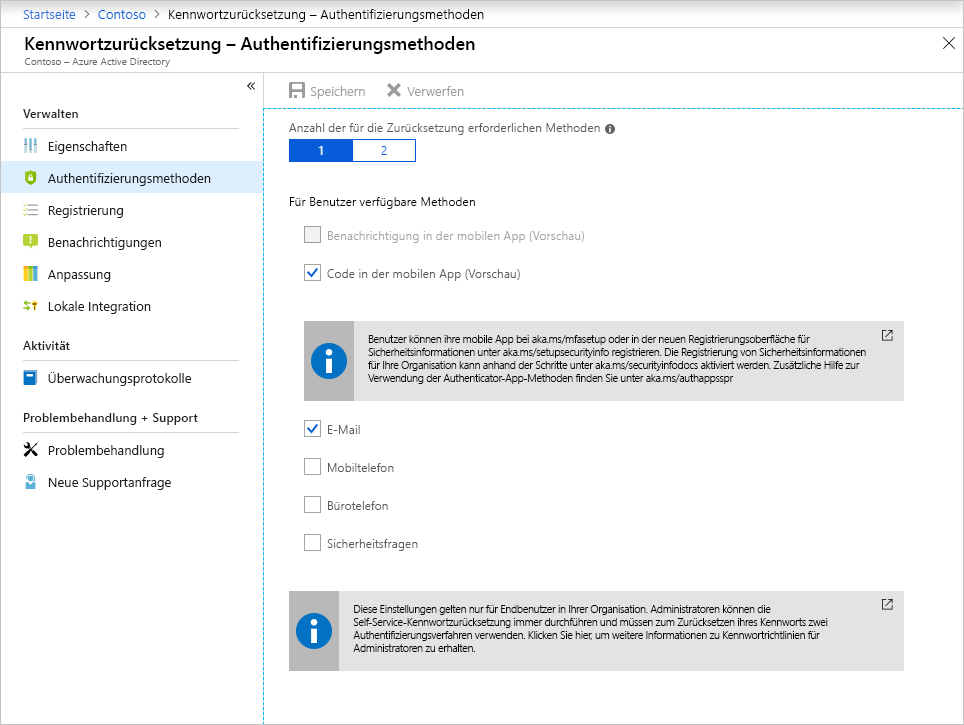 Startseite > Contoso > Kennwortzurücksetzung – Authentifizierungsmethoden
Kennwortzurücksetzung – Authentifizierungsmethoden
Contoso – Azure Active Directory
Verwalten
Eigenschaften
Authentifizierungsmethoden
Registrierung
Benachrichtigungen
Anpassung
Lokale Integration
Aktivität
Überwachungsprotokolle
Problembehandlung + Support
Problembehandlung
Neue Supportanfrage
Speichern Verwerfen
Anzahl der für die Zurücksetzung erforderlichen Methoden
1 2
Für Benutzer verfügbare Methoden
Benachrichtigung in der mobilen App (Vorschau)
Code in der mobilen App (Vorschau)
Benutzer können ihre mobile App bei aka.ms/mfasetup oder in der neuen Registrierungsoberfläche für
Sicherheitsinformationen unter aka.ms/setupsecurityinfo registrieren. Die Registrierung von Sicherheitsinformationen
für Ihre Organisation kann anhand der Schritte unter aka.ms/securityinfodocs aktiviert werden. Zusätzliche Hilfe zur
Verwendung der Authenticator-App-Methoden finden Sie unter aka.ms/authappsspr
E-Mail
Mobiltelefon
Bürotelefon
Sicherheitsfragen
Diese Einstellungen gelten nur für Endbenutzer in Ihrer Organisation. Administratoren können die
Self-Service-Kennwortzurücksetzung immer durchführen und müssen zum Zurücksetzen ihres Kennworts zwei
Authentifizierungsverfahren verwenden. Klicken Sie hier, um weitere Informationen zu Kennwortrichtlinien für
Administratoren zu erhalten.